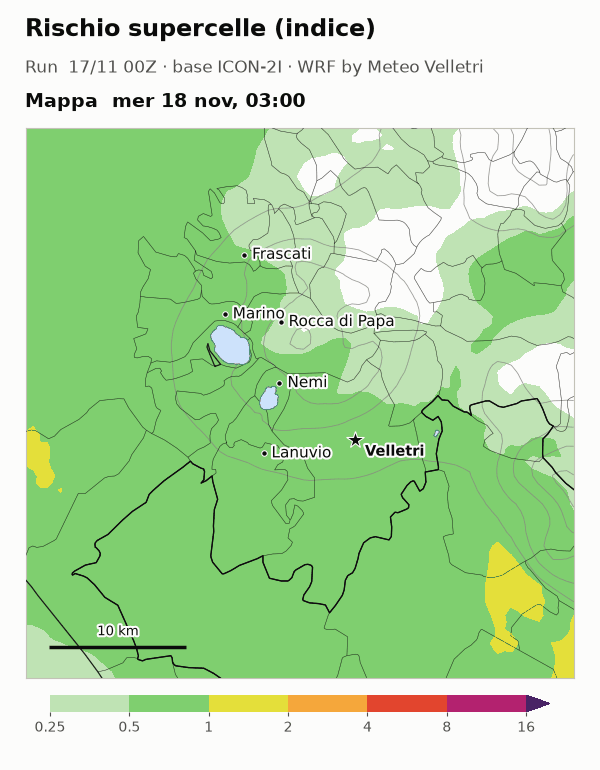 Rischio supercelle (indice)
Run 17/11 00Z · base ICON-2I · WRF by Meteo Velletri
Mappa mer 18 nov, 03:00
Frascati
Marino
Rocca di Papa
Nemi
Velletri
Lanuvio
10 km
0.25 0.5 1 2 4 8 16